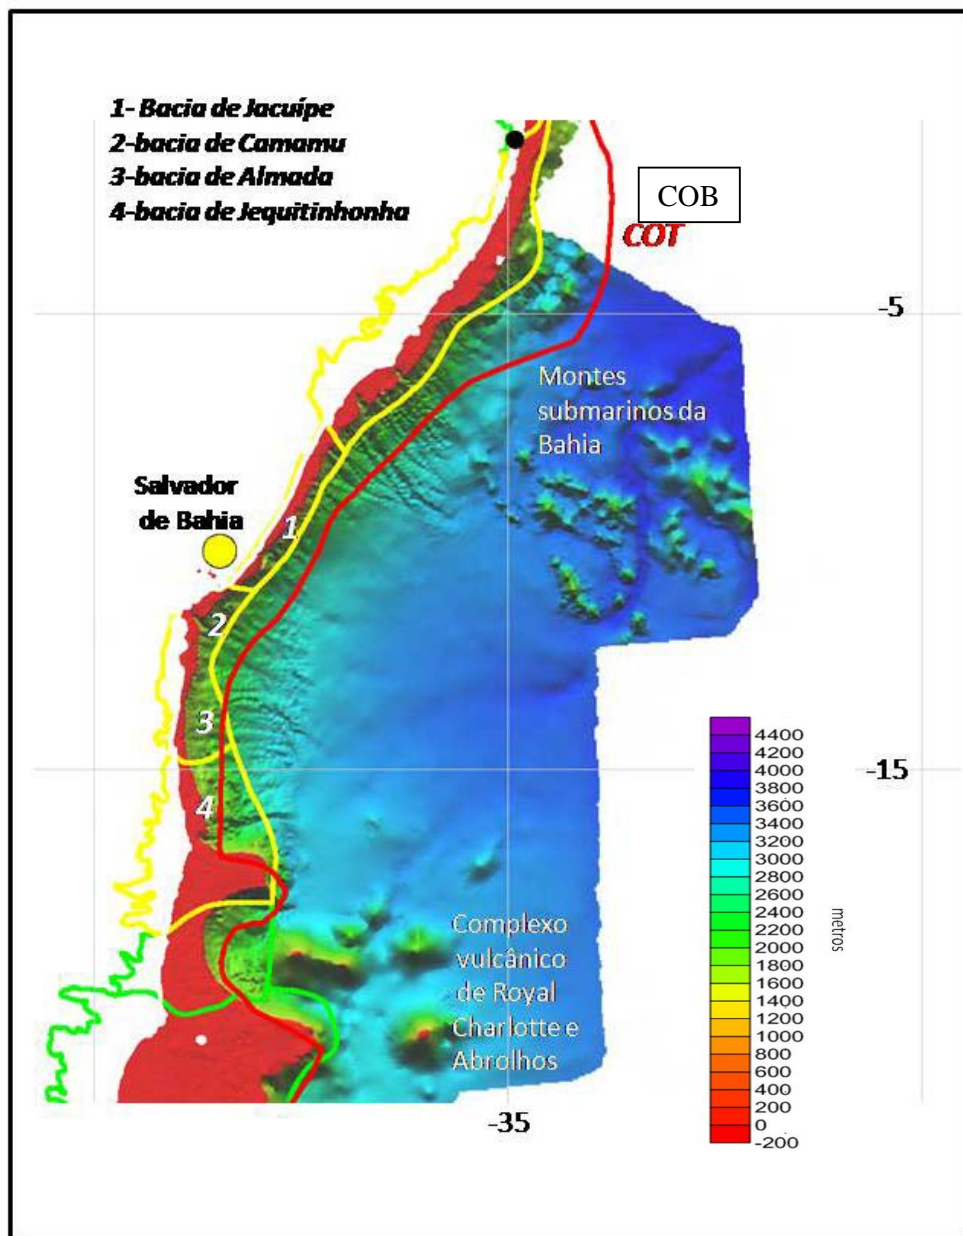 1- Bacia de Jacuípe
2-bacia de Camamu
3-bacia de Almada
4-bacia de Jequitinhonha
COB
COT
-5
Montes
submarinos da
Bahia
Salvador
de Bahia
1
2
3
4
-15
4400
4200
4000
3800
3600
3400
3200
3000
2800
2600
2400
2200
2000
1800
1600
1400
1200
1000
800
600
400
200
0
-200
metros
Complexo
vulcânico
de Royal
Charlotte e
Abrolhos
-35